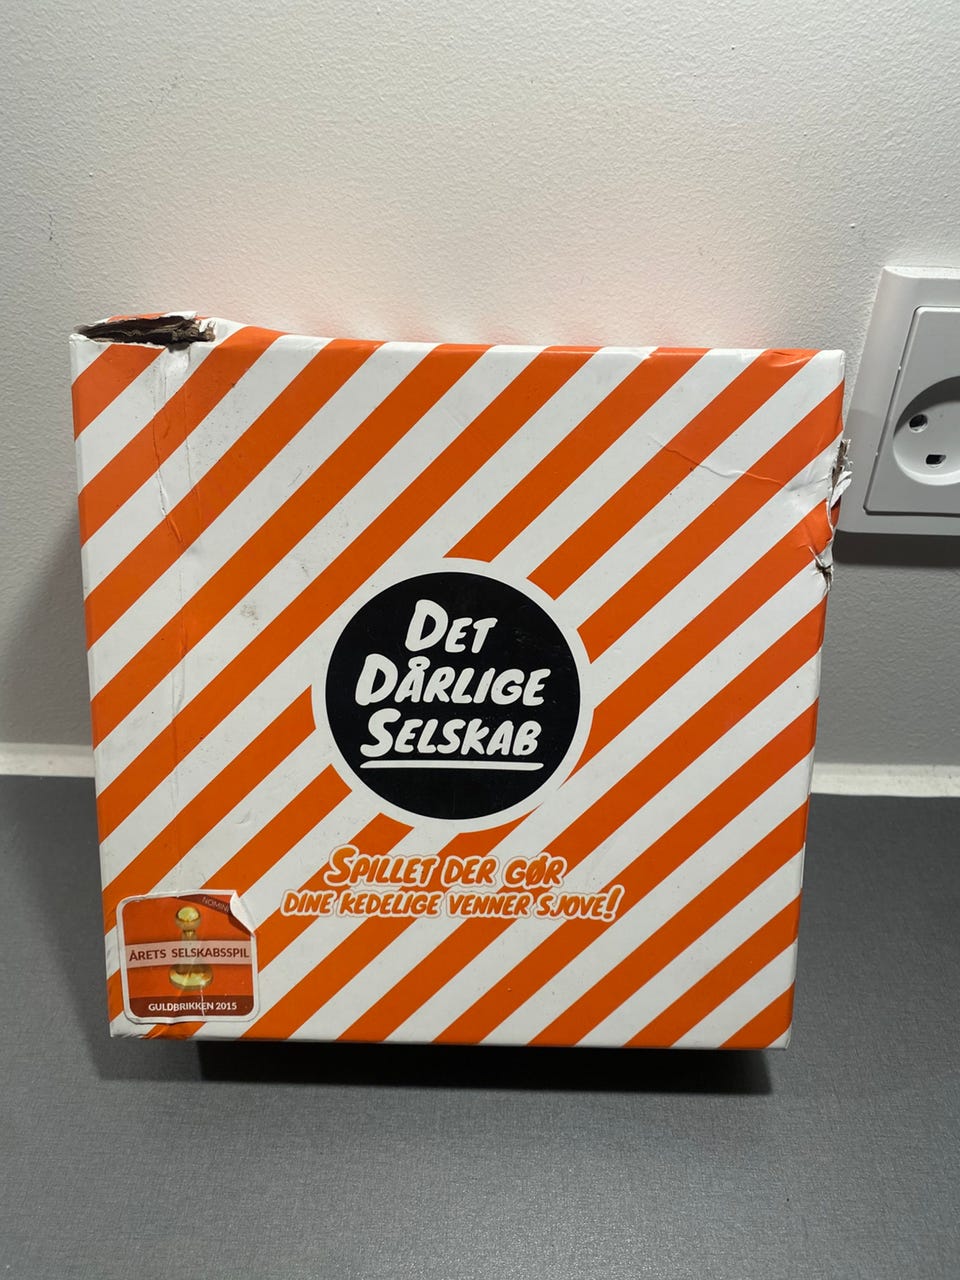 DET
DÅRLIGE
SELSKAB
SPILLET DER GØR
DINE KEDELIGE VENNER SJOVE!
ÅRETS SELSKABSSPIL
GULDBRIKKEN 2015